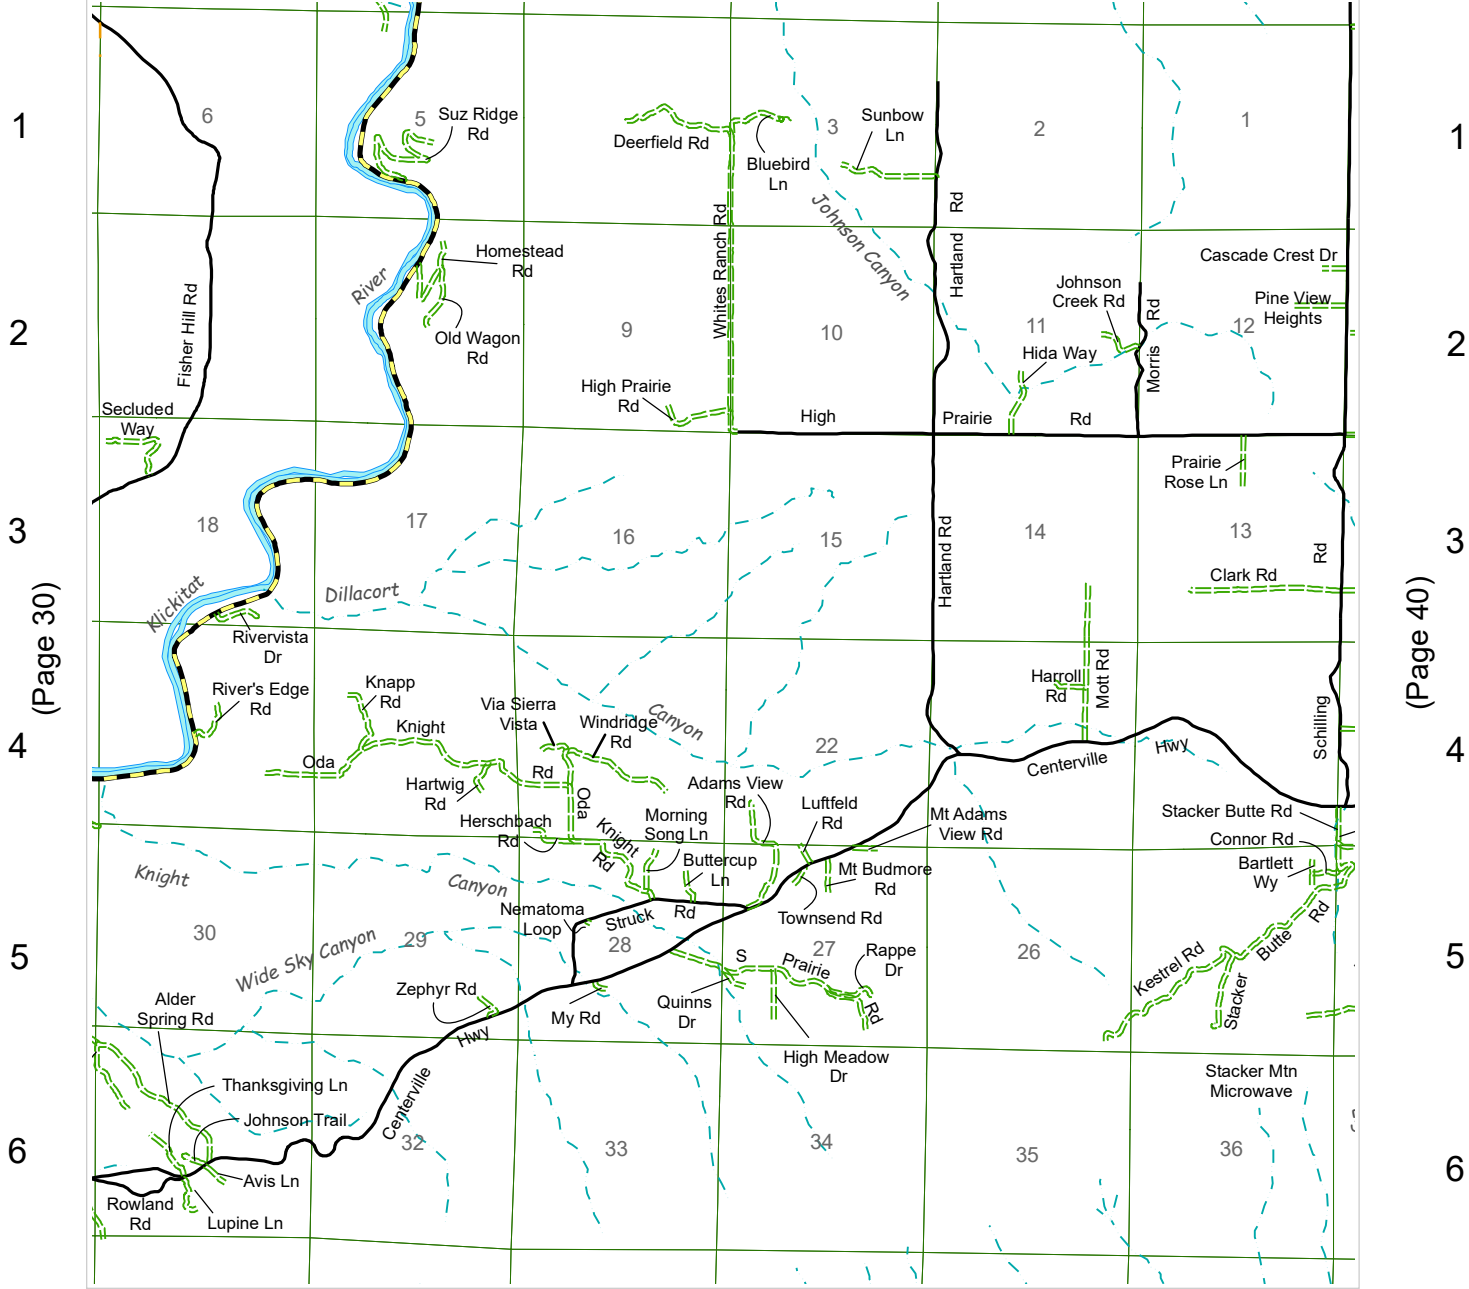 1
6
5
Suz Ridge
Rd
Deerfield Rd
Bluebird
Ln
3
Sunbow
Ln
2
1
1
Johnson Canyon
Hartland Rd
Whites Ranch Rd
Homestead
Rd
River
Old Wagon
Rd
Fisher Hill Rd
2
9
10
11
12
Johnson
Creek Rd
Morris Rd
Cascade Crest Dr
Pine View
Heights
2
Hida Way
High Prairie
Rd
High Prairie Rd
Secluded
Way
Prairie
Rose Ln
3
18
17
16
15
14
13
3
Hartland Rd
Clark Rd
Rd
Klickitat
Dillacort
Rivervista
Dr
(Page 30)
(Page 40)
River's Edge
Rd
Knapp
Rd
Knight
Via Sierra
Vista
Windridge
Rd
Canyon
Harroll
Rd
Mott Rd
Schilling
4
22
4
Oda
Hartwig
Rd
Rd
Oda
Adams View
Rd
Luftfeld
Rd
Centerville Hwy
Herschbach
Rd
Knight
Rd
Morning
Song Ln
Mt Adams
View Rd
Stacker Butte Rd
Connor Rd
Bartlett
Wy
Buttercup
Ln
Mt Budmore
Rd
Townsend Rd
Knight
Canyon
Nematoma
Loop
Struck Rd
5
30
29
28
27
26
5
Wide Sky Canyon
S Prairie Rd
Rappe
Dr
Kestrel Rd
Stacker
Butte Rd
Zephyr Rd
My Rd
Quinns
Dr
Alder
Spring Rd
Hwy
High Meadow
Dr
Stacker Mtn
Microwave
Thanksgiving Ln
Johnson Trail
Centerville
6
32
33
34
35
36
6
Avis Ln
Rowland
Rd
Lupine Ln